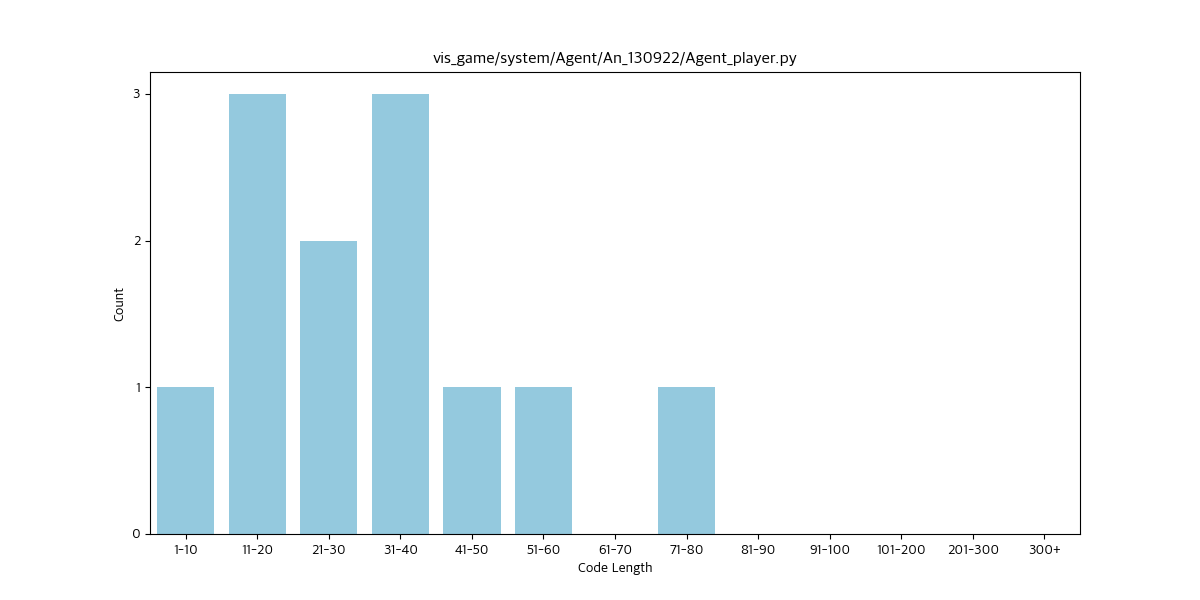 vis_game/system/Agent/An_130922/Agent_player.py
3
2
1
0
Count
1-10 11-20 21-30 31-40 41-50 51-60 61-70 71-80 81-90 91-100 101-200 201-300 300+
Code Length